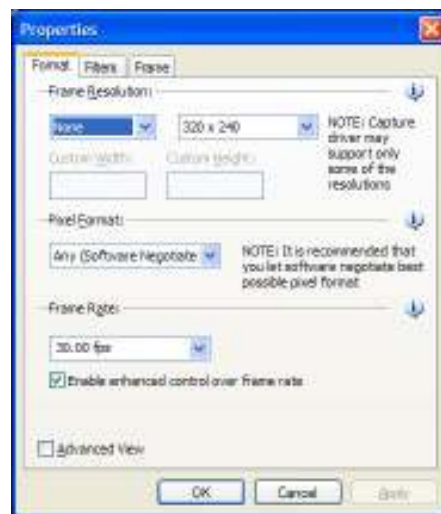 Properties
Format Filters Frame
Frame Resolution:
None 320 x 240
NOTE: Capture
driver may
support only
some of the
resolutions
Custom Width: Custom Height:
Pixel Format:
Any (Software Negotiate
NOTE: It is recommended that
you let software negotiate best
possible pixel format
Frame Rate:
30.00 fps
Enable enhanced control over frame rate
Advanced View
OK Cancel Apply